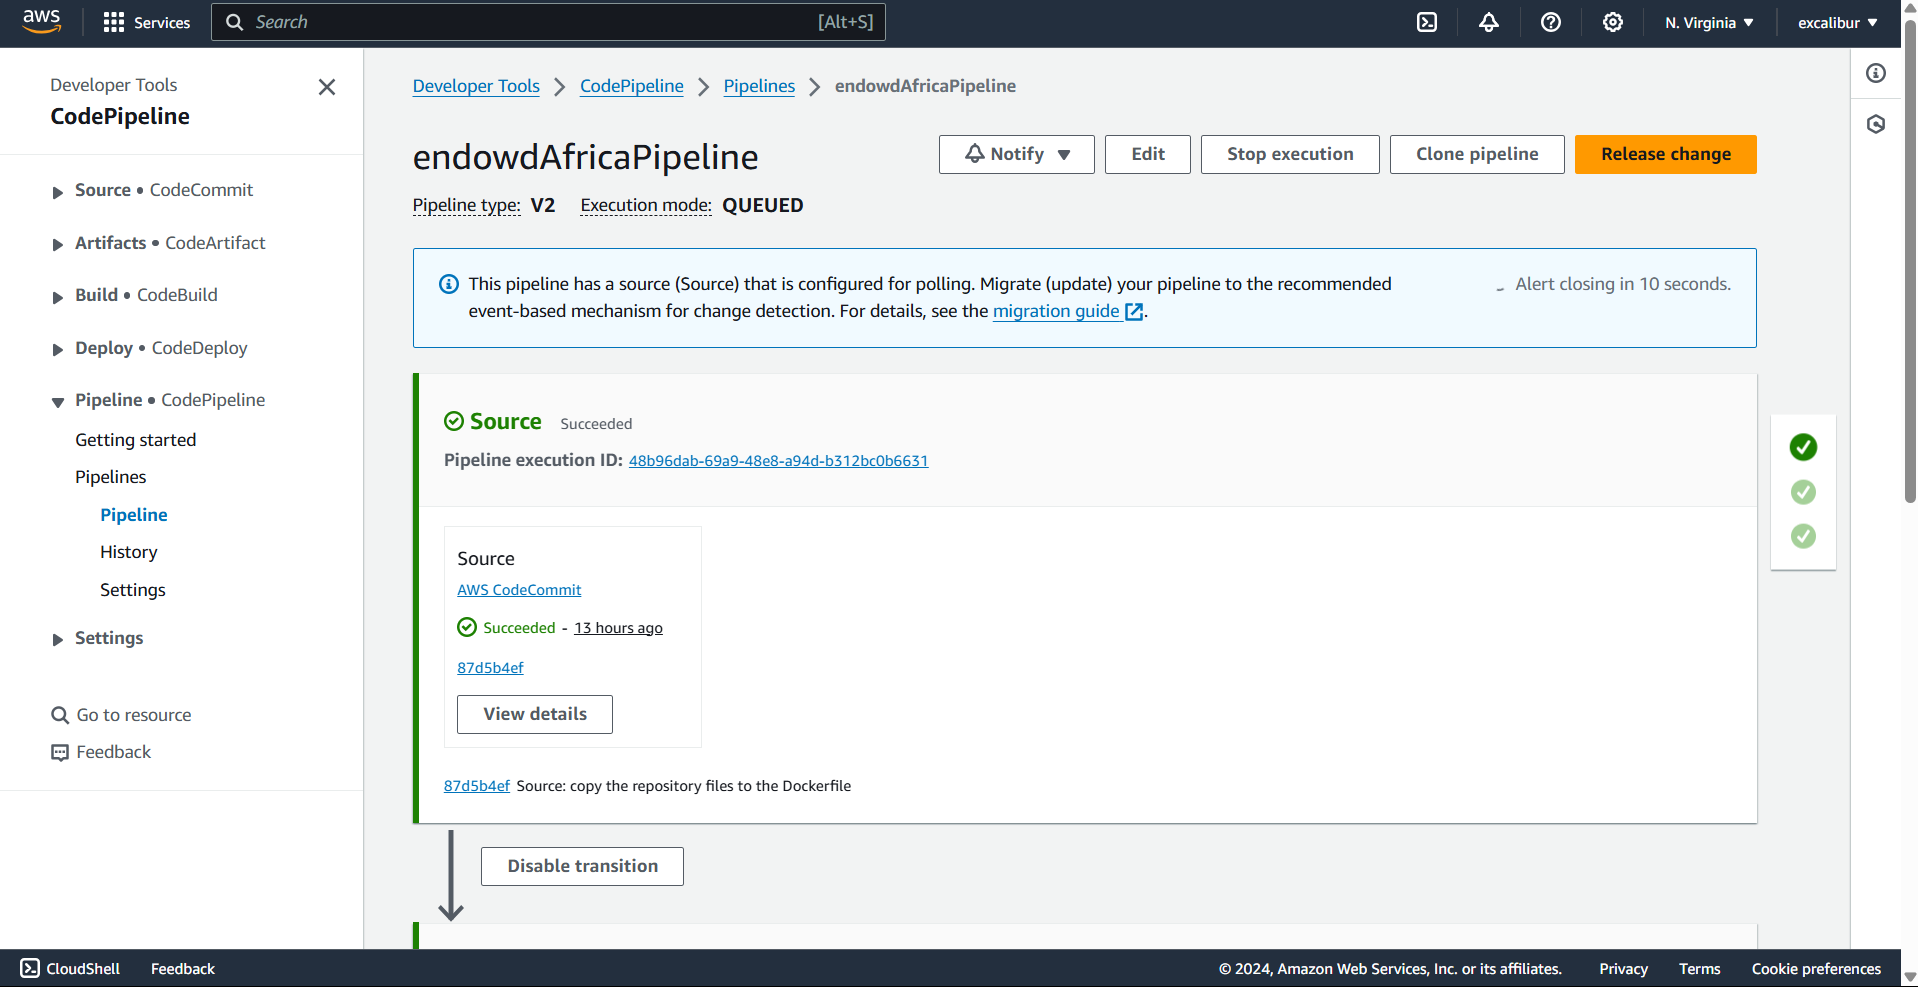 aws
Services
Search [Alt+S]
N. Virginia
excalibur
Developer Tools
CodePipeline
Source • CodeCommit
Artifacts • CodeArtifact
Build • CodeBuild
Deploy • CodeDeploy
Pipeline • CodePipeline
Getting started
Pipelines
Pipeline
History
Settings
Settings
Go to resource
Feedback
Developer Tools
CodePipeline
Pipelines
endowdAfricaPipeline
endowdAfricaPipeline
Notify
Edit
Stop execution
Clone pipeline
Release change
Pipeline type: V2 Execution mode: QUEUED
This pipeline has a source (Source) that is configured for polling. Migrate (update) your pipeline to the recommended
event-based mechanism for change detection. For details, see the migration guide.
Alert closing in 10 seconds.
Source Succeeded
Pipeline execution ID: 48b96dab-69a9-48e8-a94d-b312bc0b6631
Source
AWS CodeCommit
Succeeded - 13 hours ago
87d5b4ef
View details
87d5b4ef Source: copy the repository files to the Dockerfile
Disable transition
CloudShell
Feedback
© 2024, Amazon Web Services, Inc. or its affiliates.
Privacy
Terms
Cookie preferences